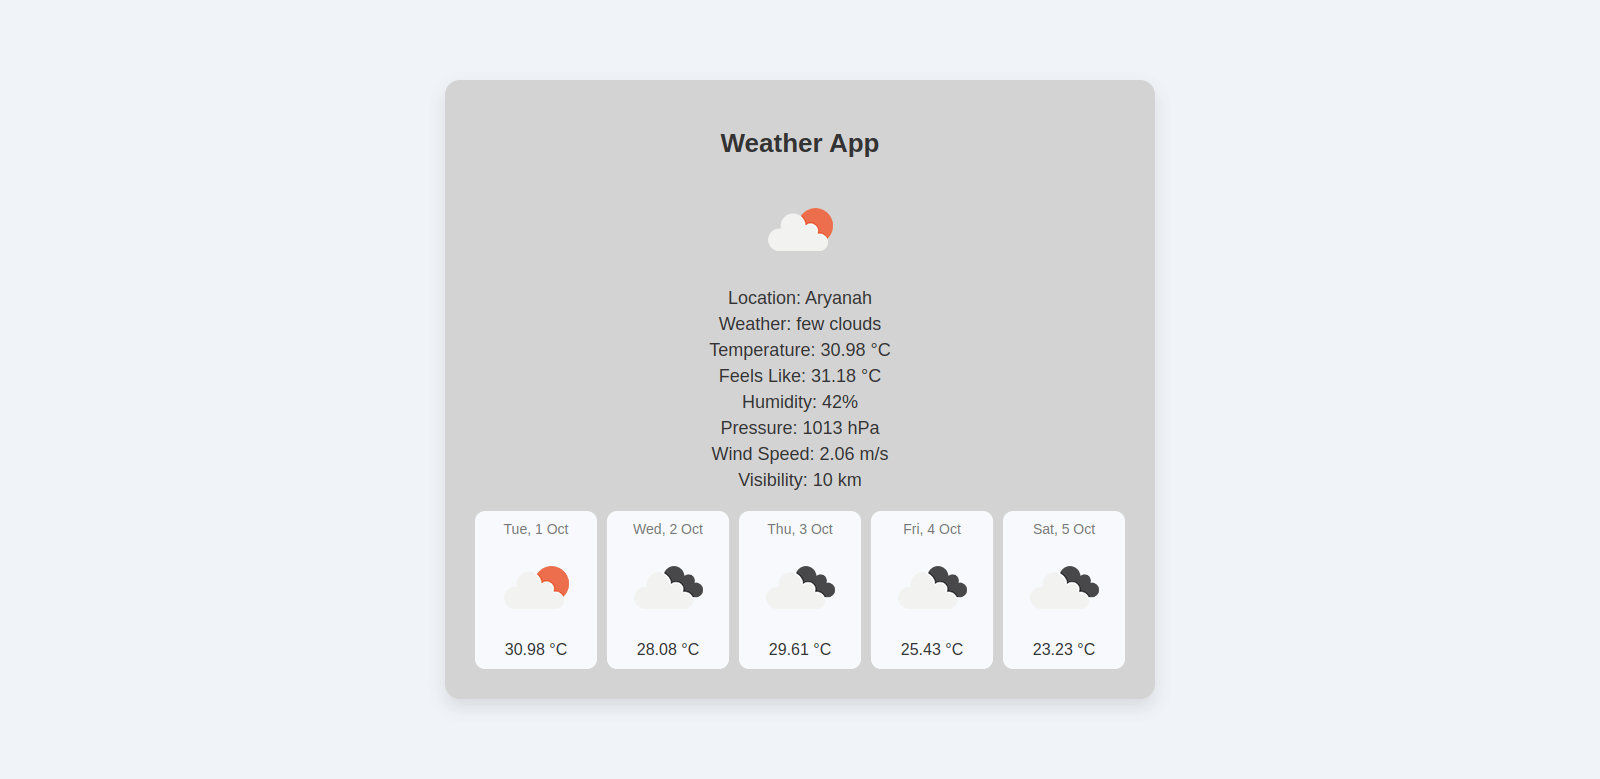 Weather App
Location: Aryanah
Weather: few clouds
Temperature: 30.98 °C
Feels Like: 31.18 °C
Humidity: 42%
Pressure: 1013 hPa
Wind Speed: 2.06 m/s
Visibility: 10 km
Tue, 1 Oct
30.98 °C
Wed, 2 Oct
28.08 °C
Thu, 3 Oct
29.61 °C
Fri, 4 Oct
25.43 °C
Sat, 5 Oct
23.23 °C